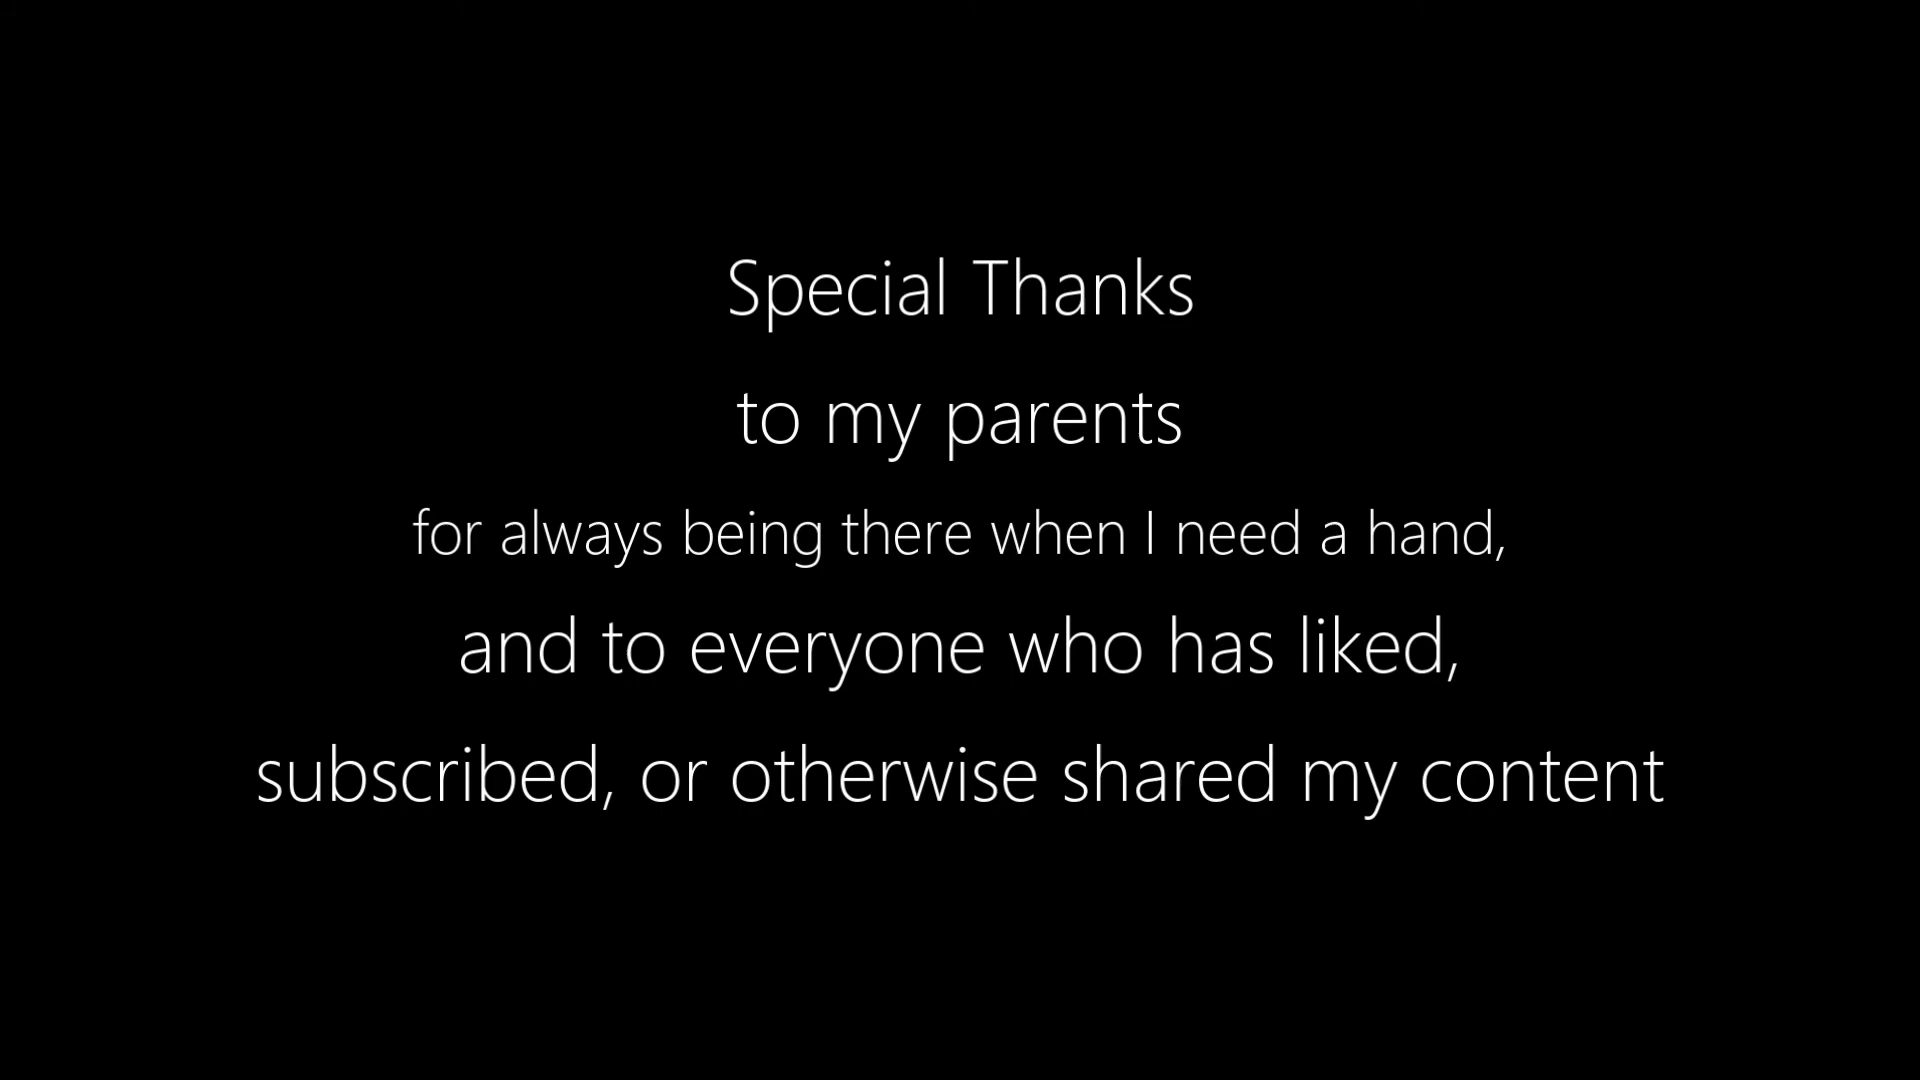 Special Thanks
to my parents
for always being there when I need a hand,
and to everyone who has liked,
subscribed, or otherwise shared my content